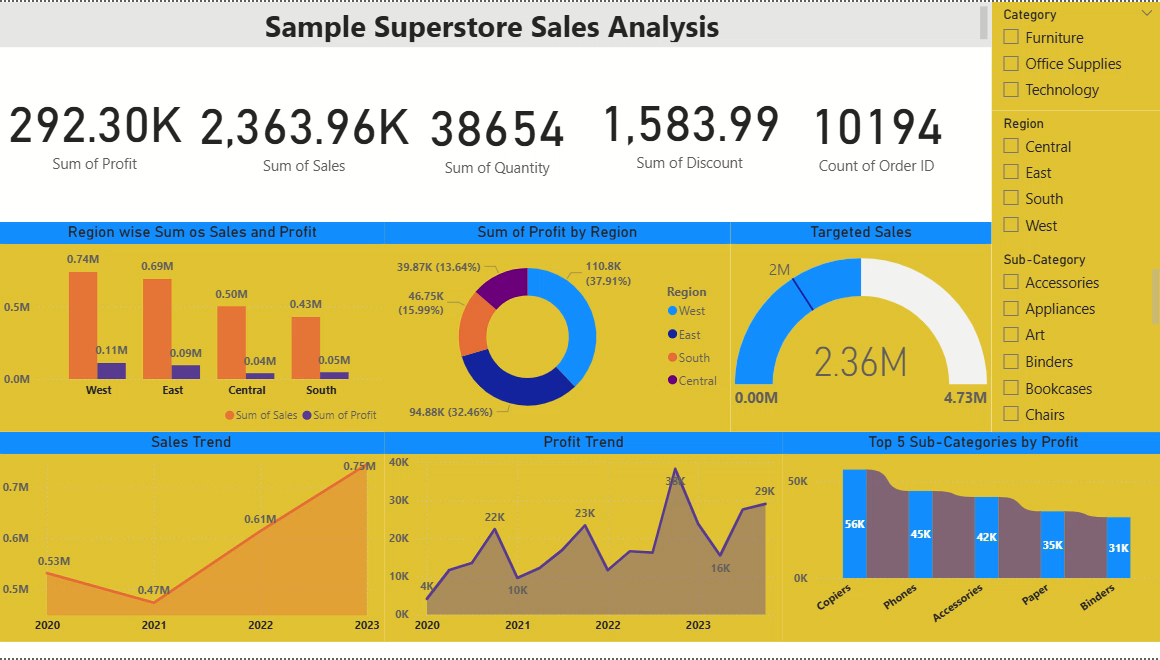 Sample Superstore Sales Analysis
292.30K
Sum of Profit
2,363.96K
Sum of Sales
38654
Sum of Quantity
1,583.99
Sum of Discount
10194
Count of Order ID
Category
Furniture
Office Supplies
Technology
Region
Central
East
South
West
Sub-Category
Accessories
Appliances
Art
Binders
Bookcases
Chairs
Region wise Sum os Sales and Profit
0.74M
0.69M
0.50M
0.43M
0.5M
0.11M
0.09M
0.04M
0.05M
0.0M
West
East
Central
South
Sum of Sales
Sum of Profit
Sum of Profit by Region
39.87K (13.64%)
110.8K
(37.91%)
46.75K
(15.99%)
94.88K (32.46%)
Region
West
East
South
Central
Targeted Sales
2M
2.36M
0.00M
4.73M
Sales Trend
0.75M
0.7M
0.61M
0.6M
0.53M
0.47M
0.5M
2020
2021
2022
2023
Profit Trend
40K
38K
30K
29K
22K
23K
20K
16K
10K
4K
10K
0K
2020
2021
2022
2023
Top 5 Sub-Categories by Profit
50K
56K
45K
42K
35K
31K
0K
Copiers
Phones
Accessories
Paper
Binders